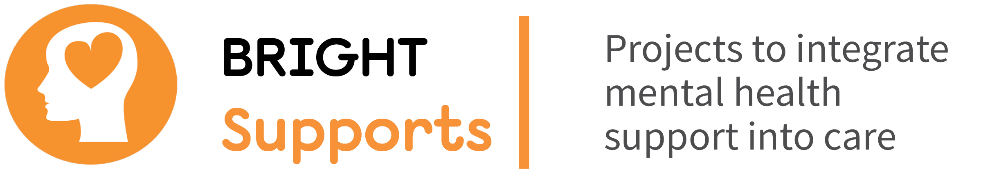 BRIGHT
Supports
Projects to integrate
mental health
support into care